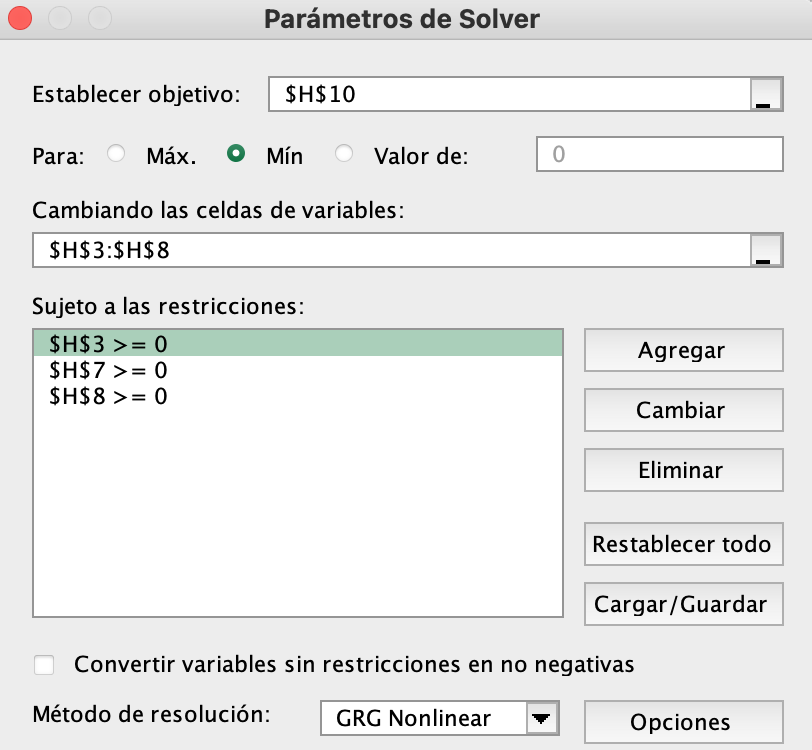 Parámetros de Solver
Establecer objetivo: $H$10
Para: Máx. Mín Valor de: 0
Cambiando las celdas de variables:
$H$3:$H$8
Sujeto a las restricciones:
$H$3 >= 0
$H$7 >= 0
$H$8 >= 0
Agregar
Cambiar
Eliminar
Restablecer todo
Cargar/Guardar
Convertir variables sin restricciones en no negativas
Método de resolución: GRG Nonlinear Opciones